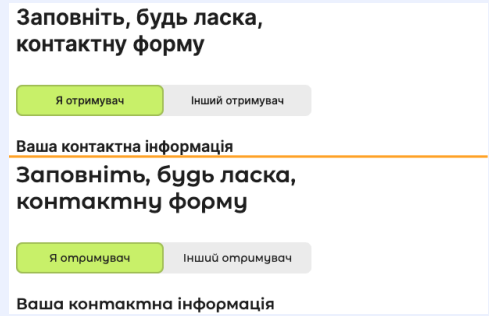 Заповніть, будь ласка,
контактну форму
Я отримувач Інший отримувач
Ваша контактна інформація
Заповніть, будь ласка,
контактну форму
Я отримувач Інший отримувач
Ваша контактна інформація